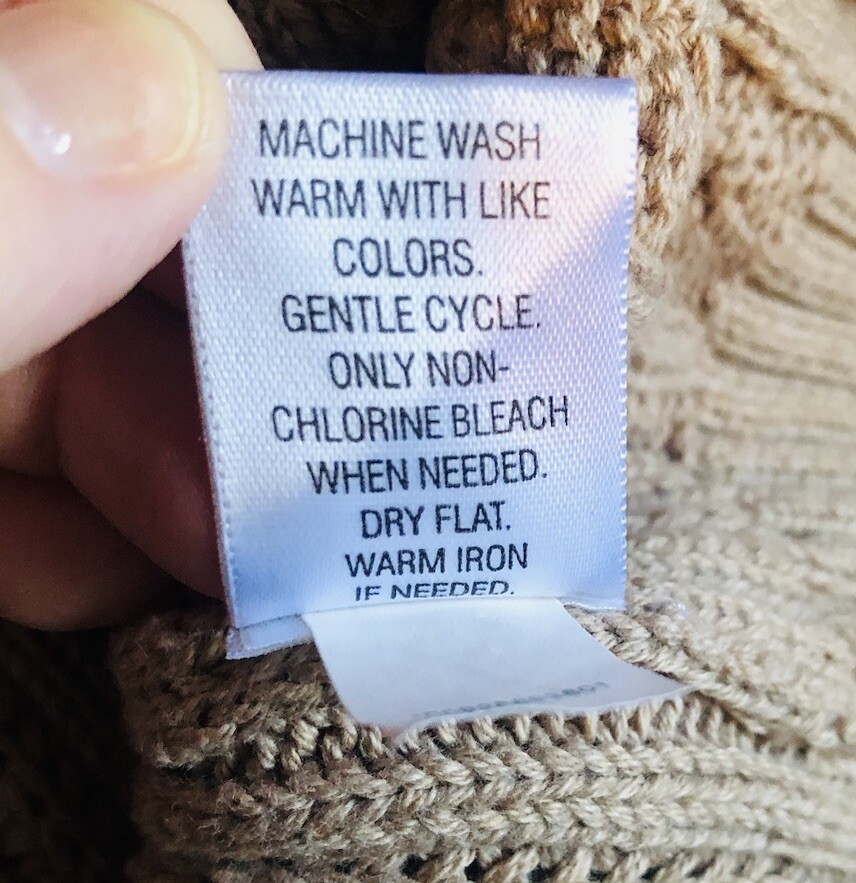 MACHINE WASH
WARM WITH LIKE
COLORS.
GENTLE CYCLE.
ONLY NON-
CHLORINE BLEACH
WHEN NEEDED.
DRY FLAT.
WARM IRON
IF NEEDED.